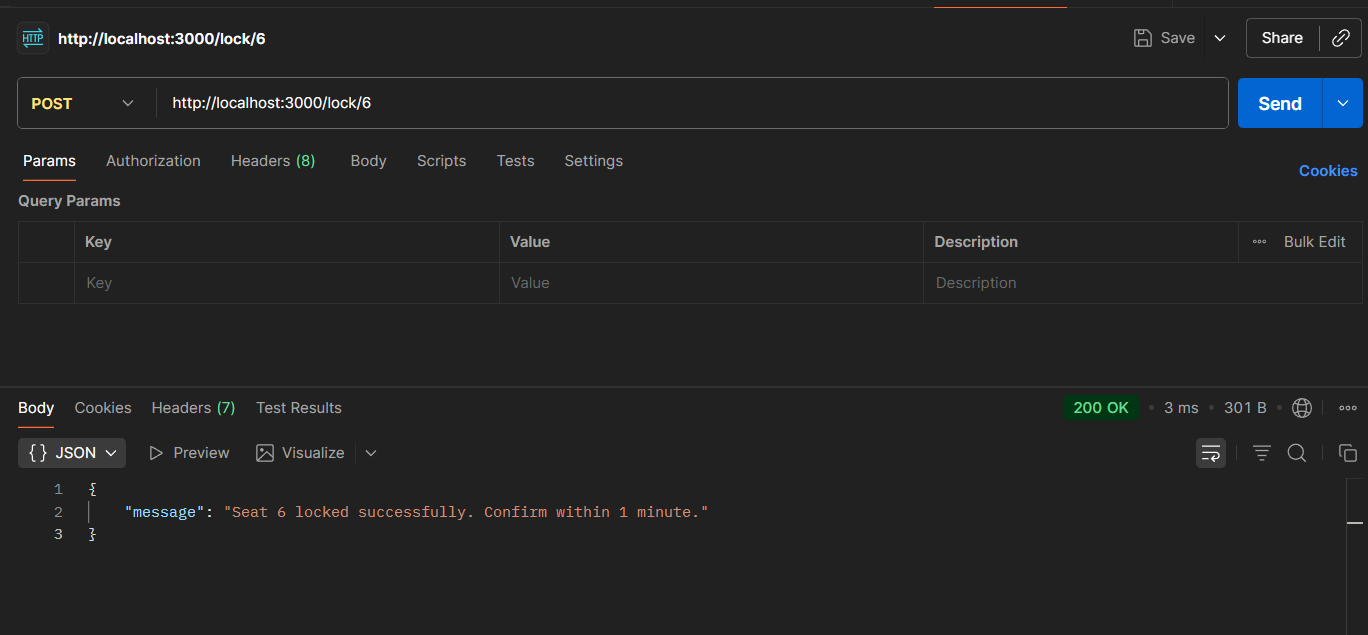 HTTP http://localhost:3000/lock/6 Save Share
POST http://localhost:3000/lock/6 Send
Params Authorization Headers (8) Body Scripts Tests Settings Cookies
Query Params
Key Value Description Bulk Edit
Key Value Description
Body Cookies Headers (7) Test Results 200 OK • 3 ms • 301 B •
{} JSON Preview Visualize
1 {
2 "message": "Seat 6 locked successfully. Confirm within 1 minute."
3 }